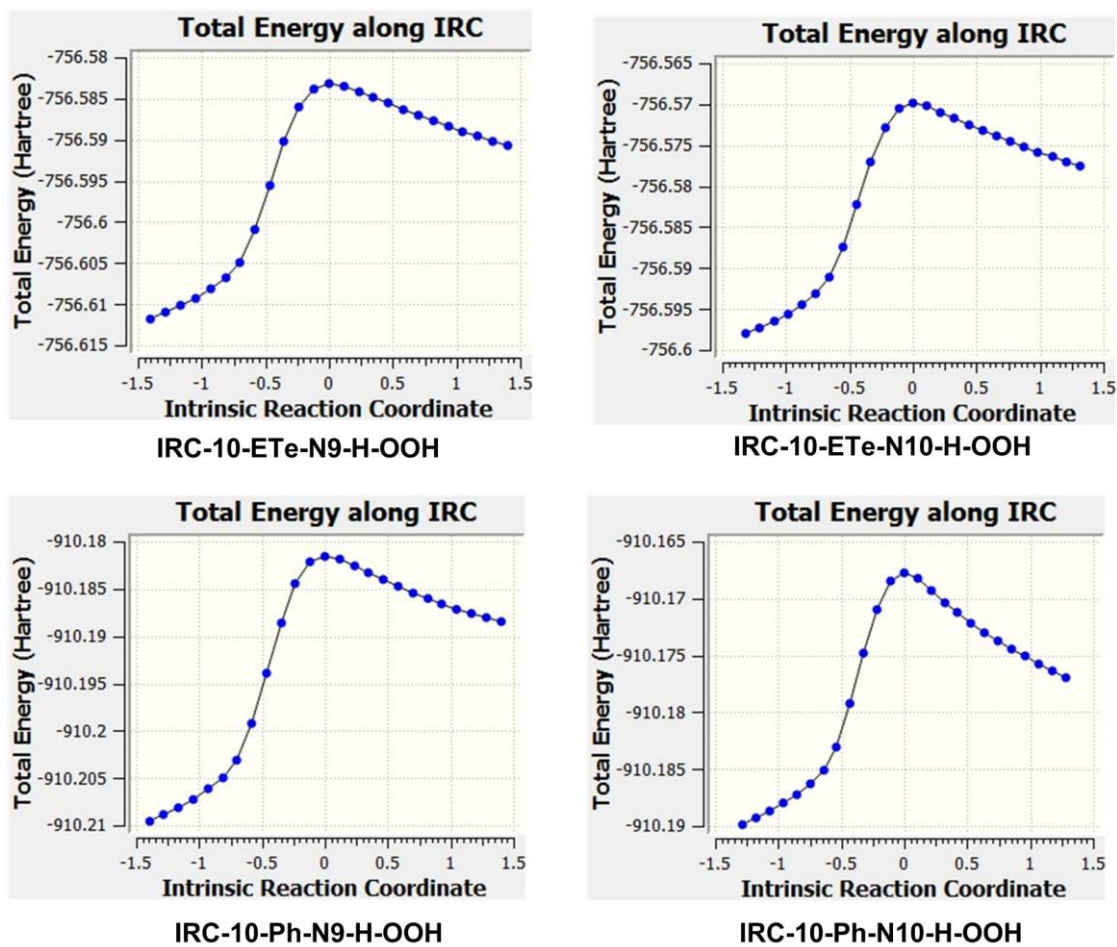 Total Energy along IRC
Total Energy (Hartree)
-756.58
-756.585
-756.59
-756.595
-756.6
-756.605
-756.61
-756.615
-1.5 -1 -0.5 0 0.5 1 1.5
Intrinsic Reaction Coordinate
IRC-10-ETe-N9-H-OOH
Total Energy along IRC
Total Energy (Hartree)
-756.565
-756.57
-756.575
-756.58
-756.585
-756.59
-756.595
-756.6
-1.5 -1 -0.5 0 0.5 1 1.5
Intrinsic Reaction Coordinate
IRC-10-ETe-N10-H-OOH
Total Energy along IRC
Total Energy (Hartree)
-910.18
-910.185
-910.19
-910.195
-910.2
-910.205
-910.21
-1.5 -1 -0.5 0 0.5 1 1.5
Intrinsic Reaction Coordinate
IRC-10-Ph-N9-H-OOH
Total Energy along IRC
Total Energy (Hartree)
-910.165
-910.17
-910.175
-910.18
-910.185
-910.19
-1.5 -1 -0.5 0 0.5 1 1.5
Intrinsic Reaction Coordinate
IRC-10-Ph-N10-H-OOH